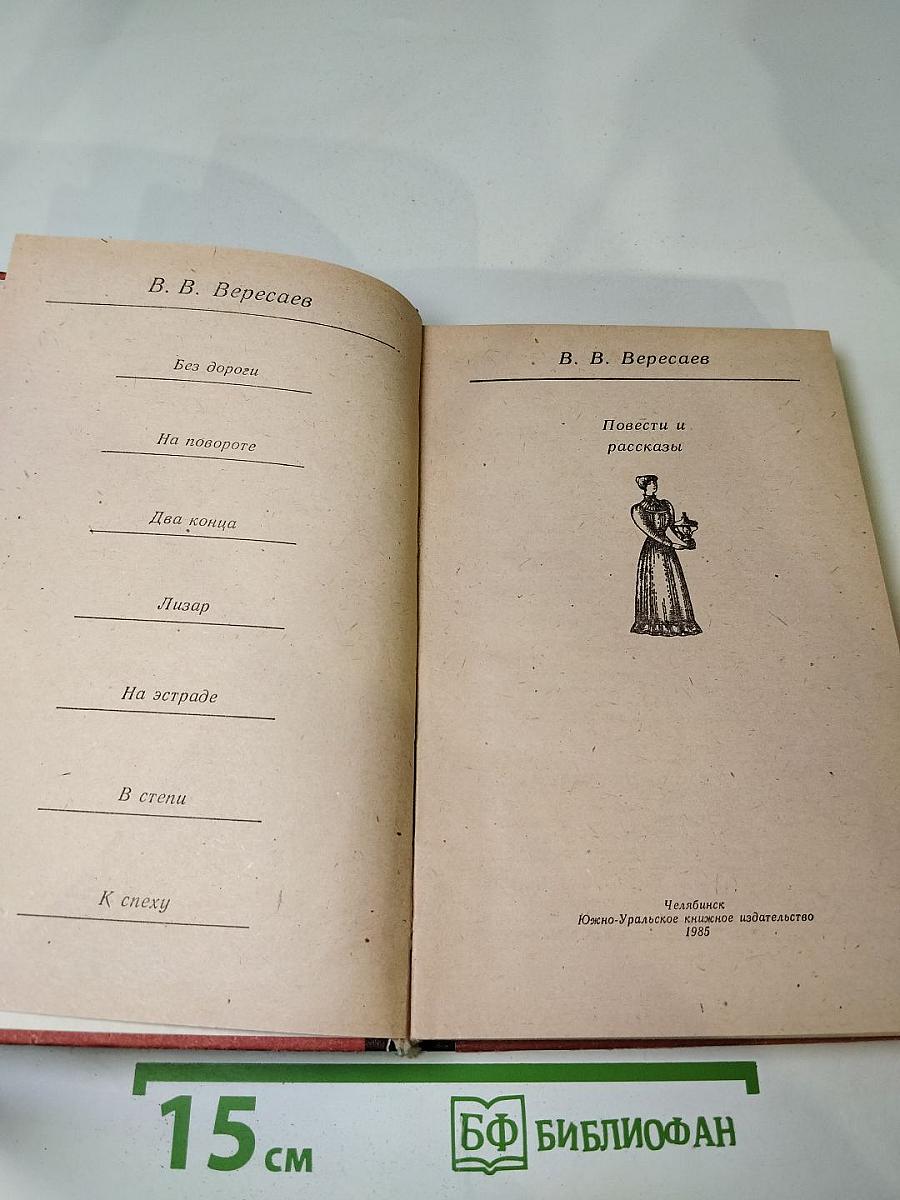 В. В. Вересаев
Без дороги
На повороте
Два конца
Лизар
На эстраде
В степи
К спеху
В. В. Вересаев
Повести и
рассказы
Челябинск
Южно-Уральское книжное издательство
1985
15 см
БФ БИБЛИОФАН